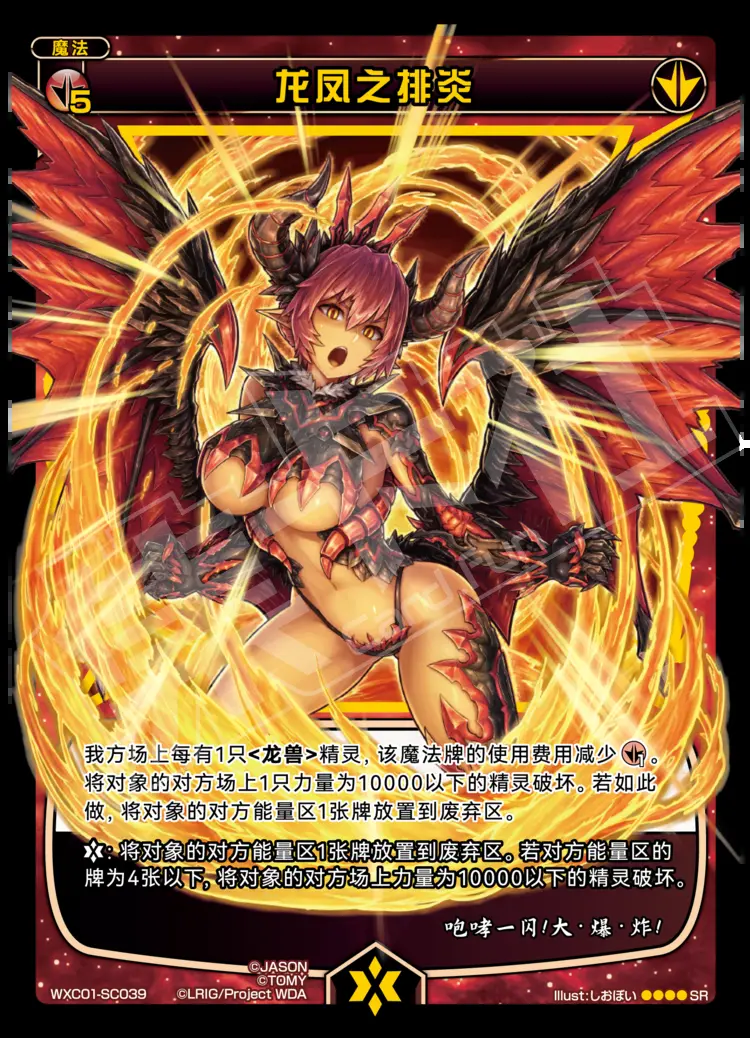 魔法
5
龙凤之排炎
我方场上每有1只<龙兽>精灵, 该魔法牌的使用费用减少 1。
将对象的对方场上1只力量为10000以下的精灵破坏。若如此
做, 将对象的对方能量区1张牌放置到废弃区。
: 将对象的对方能量区1张牌放置到废弃区。若对方能量区的
牌为4张以下, 将对象的对方场上力量为10000以下的精灵破坏。
咆哮一闪!大·爆·炸!
©JASON
©TOMY
WXC01-SC039 ©LRIG/Project WDA
Illust:しおぼい ●●●●SR